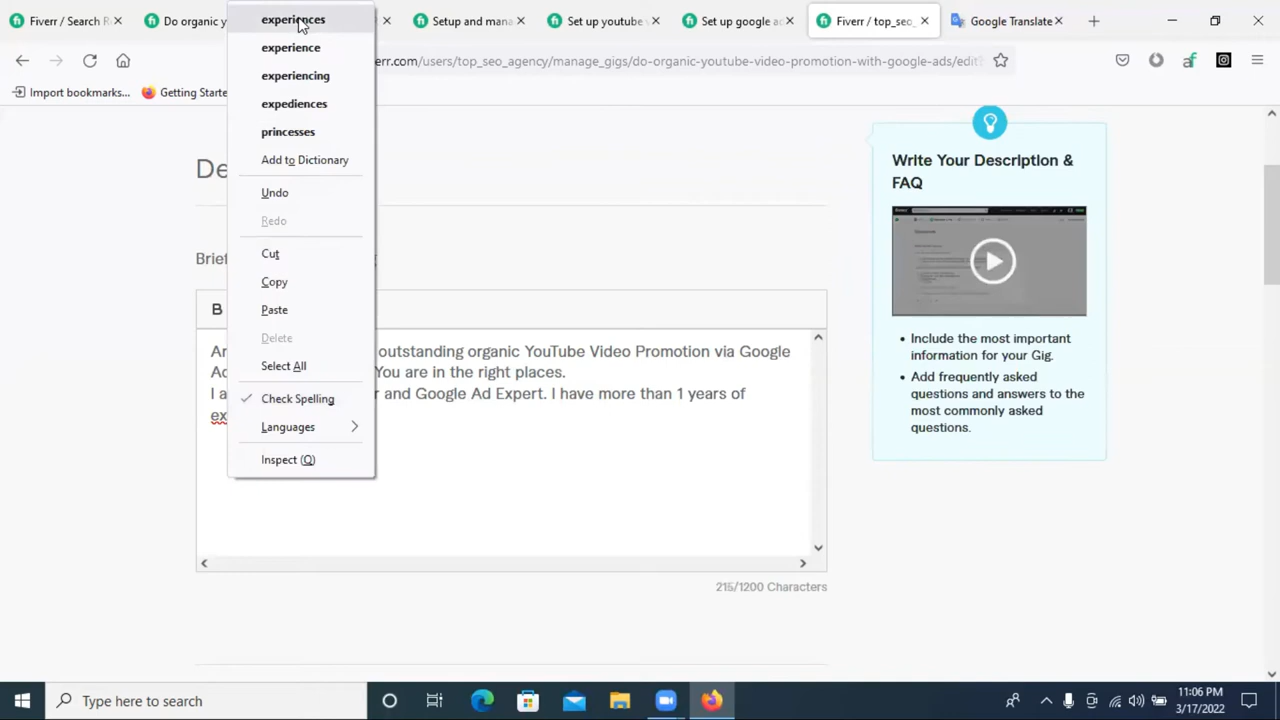 Fiverr / Search R
Do organic y
Setup and mana
Set up youtube v
Set up google a
Fiverr / top_seo_
Google Translate
err.com/users/top_seo_agency/manage_gigs/do-organic-youtube-video-promotion-with-google-ads/edit
Import bookmarks...
Getting Starte
experiences
experience
experiencing
expediences
princesses
Add to Dictionary
Undo
Redo
Cut
Copy
Paste
Delete
Select All
Check Spelling
Languages
Inspect (Q)
De
Brief
B
outstanding organic YouTube Video Promotion via Google
You are in the right places.
I a r and Google Ad Expert. I have more than 1 years of
ex
215/1200 Characters
Write Your Description &
FAQ
Include the most important
information for your Gig.
Add frequently asked
questions and answers to the
most commonly asked
questions.
Type here to search
11:06 PM
3/17/2022